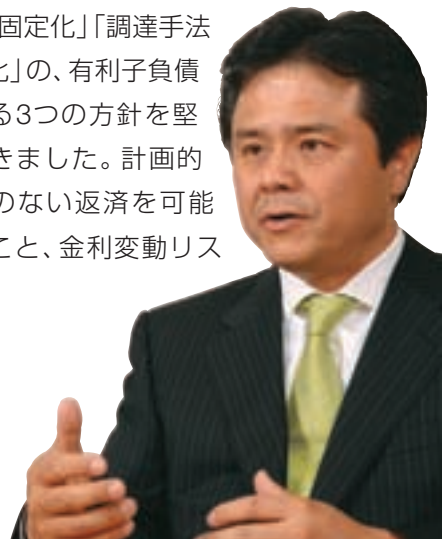 固定化」「調達手法
化」の、有利子負債
る3つの方針を堅
きました。計画的
のない返済を可能
こと、金利変動リス